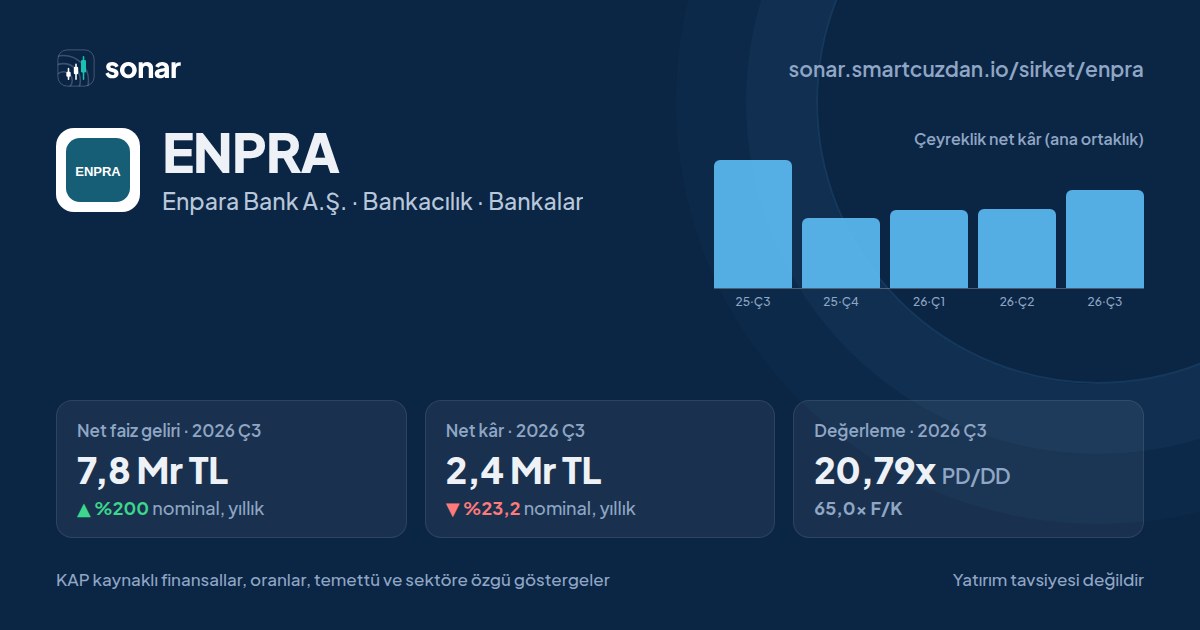 sonar
sonar.smartcuzdan.io/sirket/enpra
ENPRA
ENPRA
Enpara Bank A.Ş. · Bankacılık · Bankalar
Çeyreklik net kâr (ana ortaklık)
25·Ç3 25·Ç4 26·Ç1 26·Ç2 26·Ç3
Net faiz geliri · 2026 Ç3
7,8 Mr TL
▲ %200 nominal, yıllık
Net kâr · 2026 Ç3
2,4 Mr TL
▼ %23,2 nominal, yıllık
Değerleme · 2026 Ç3
20,79x PD/DD
65,0× F/K
KAP kaynaklı finansallar, oranlar, temettü ve sektöre özgü göstergeler
Yatırım tavsiyesi değildir